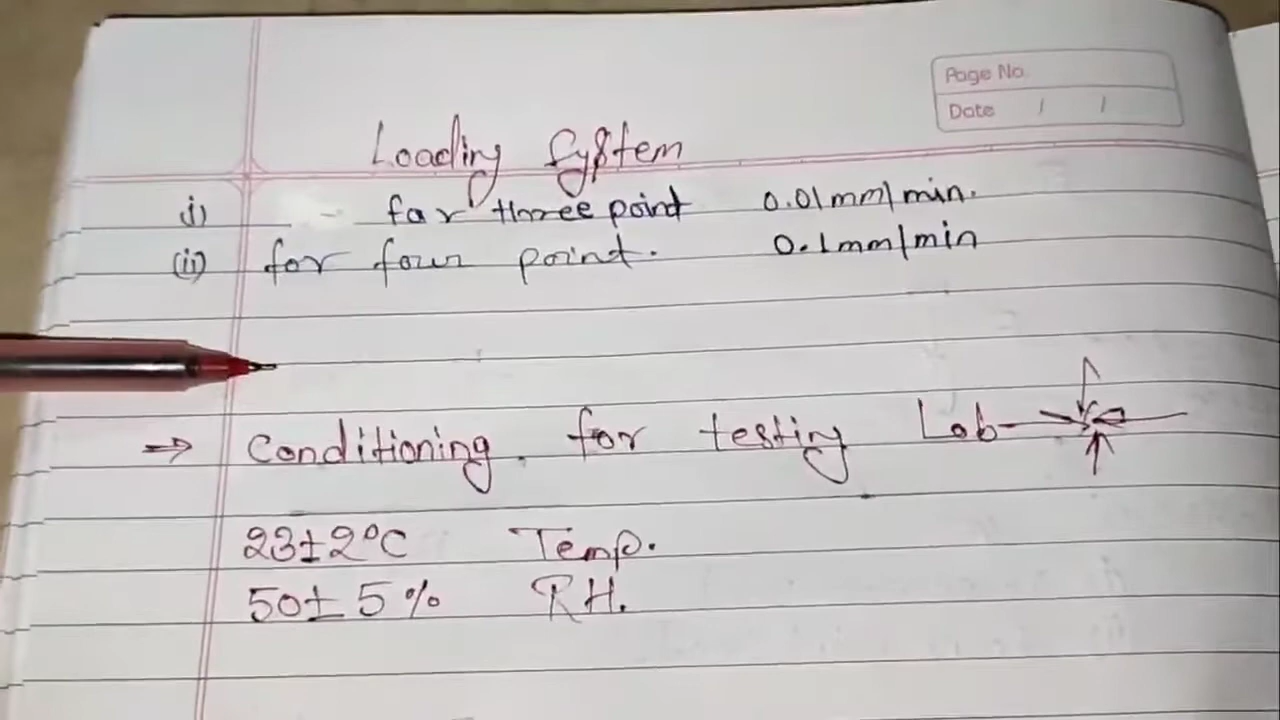 Page No.
Date / /
Loading System
(i) for three point 0.01mm/min.
(ii) for four point. 0.1mm/min
⇒ Conditioning for testing Lab
23±2°C Temp.
50±5% RH.